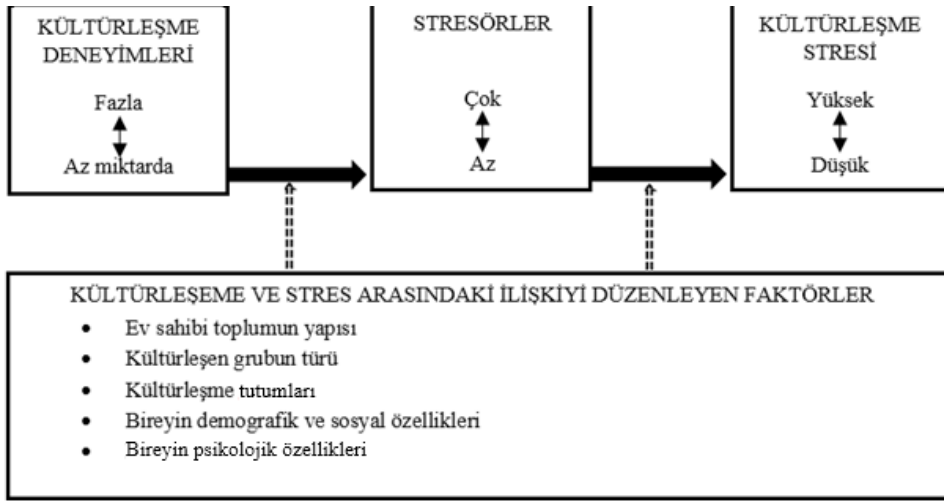 KÜLTÜRLEŞME
DENEYİMLERİ
Fazla
Az miktarda
STRESÖRLER
Çok
Az
KÜLTÜRLEŞME
STRESİ
Yüksek
Düşük
KÜLTÜRLEŞEME VE STRES ARASINDAKİ İLİŞKİYİ DÜZENLEYEN FAKTÖRLER
• Ev sahibi toplumun yapısı
• Kültürleşen grubun türü
• Kültürleşme tutumları
• Bireyin demografik ve sosyal özellikleri
• Bireyin psikolojik özellikleri